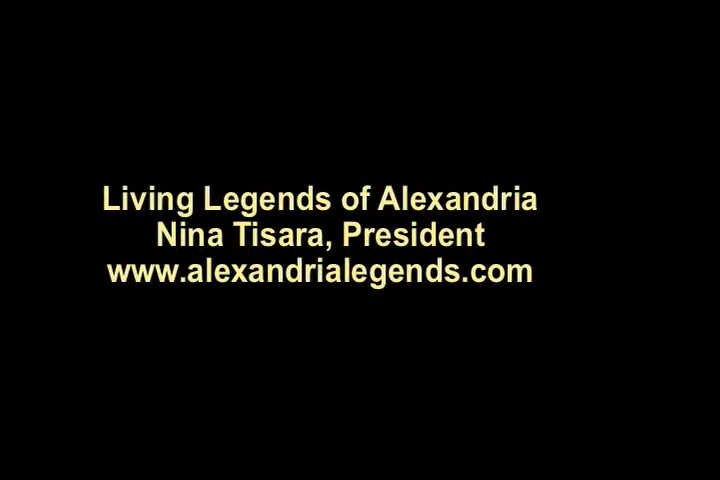 Living Legends of Alexandria
Nina Tisara, President
www.alexandrialegends.com